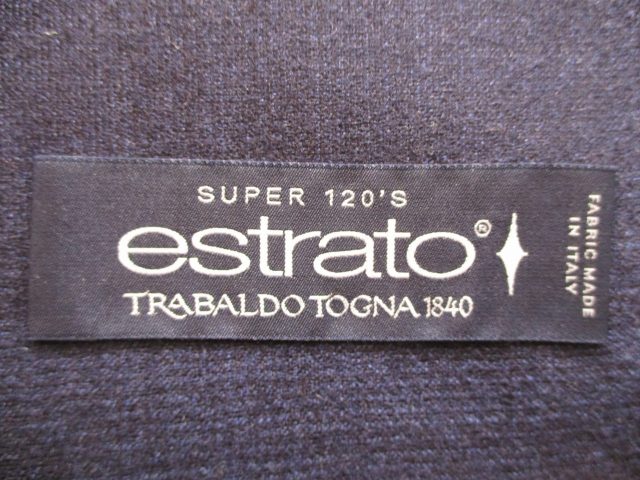 SUPER 120'S
estrato®
TRABALDO TOGNA 1840
FABRIC MADE
IN ITALY